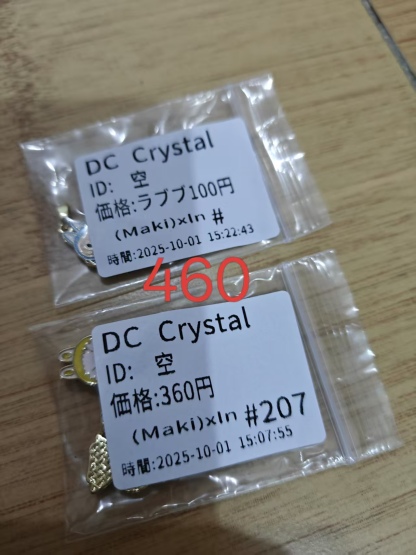 DC Crystal
ID: 空
価格:ラブブ100円
(Maki)xIn #
時間:2025-10-01 15:22:43
460
DC Crystal
ID: 空
価格:360円
(Maki)xIn #207
時間:2025-10-01 15:07:55